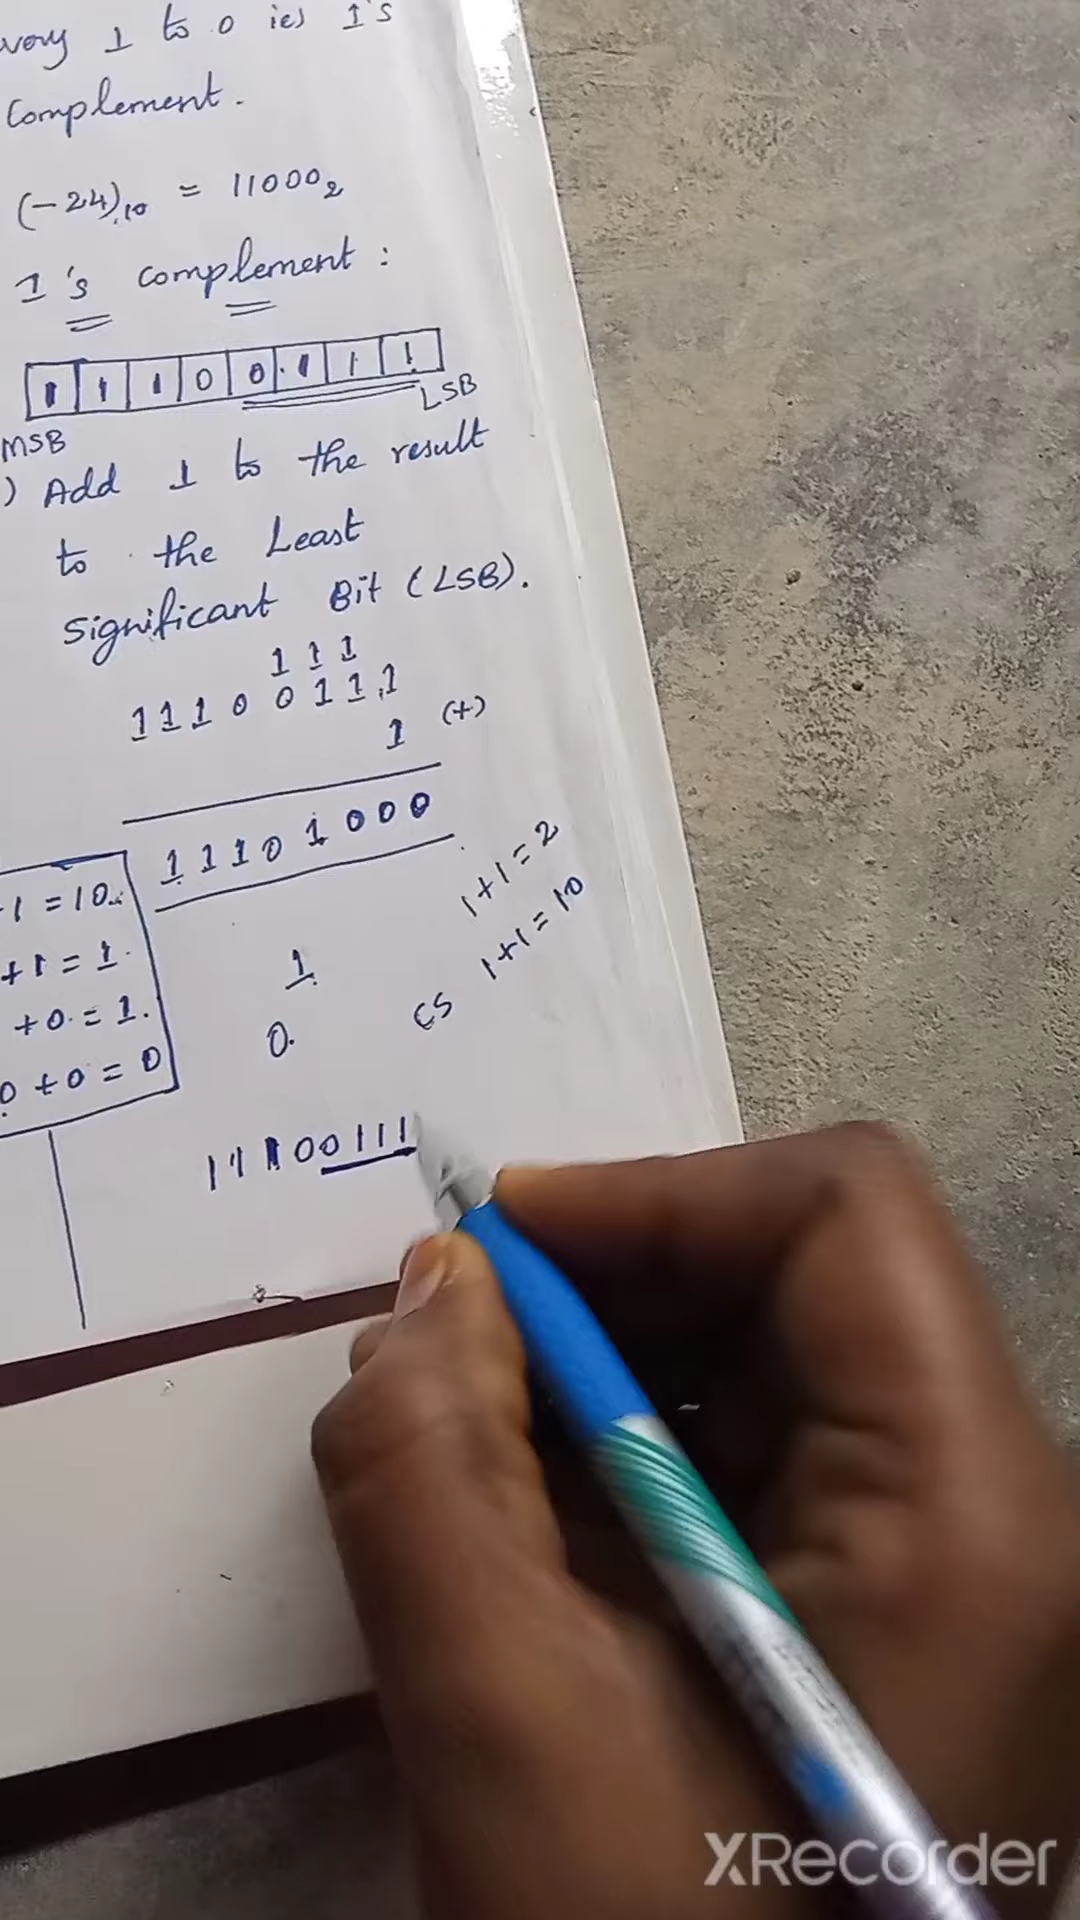 very 1 to 0 ie) 1's
Complement.
(-24)10 = 110002
1's complement :
1 1 1 0 0 1 1 1
LSB
MSB
) Add 1 to the result
to the Least
significant Bit (LSB).
1 1 1
1 1 1 0 0 1 1 1
1 (+)
1 1 1 0 1 0 0 0
1+1=2
1+1=10
1 = 10.
+1 = 1.
+0 = 1.
0+0 = 0
1
0.
CS
11100111
XRecorder